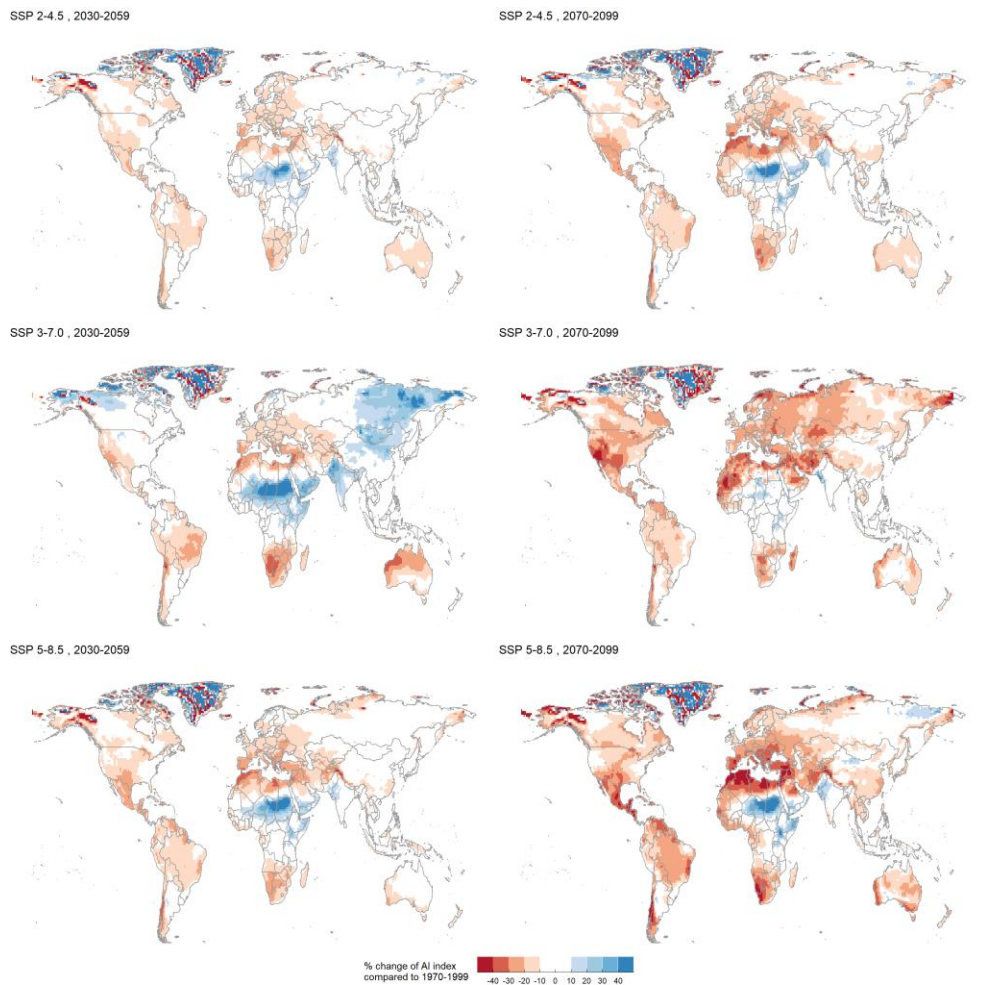 SSP 2-4.5 , 2030-2059
SSP 2-4.5 , 2070-2099
SSP 3-7.0 , 2030-2059
SSP 3-7.0 , 2070-2099
SSP 5-8.5 , 2030-2059
SSP 5-8.5 , 2070-2099
% change of AI index
compared to 1970-1999
-40 -30 -20 -10 0 10 20 30 40